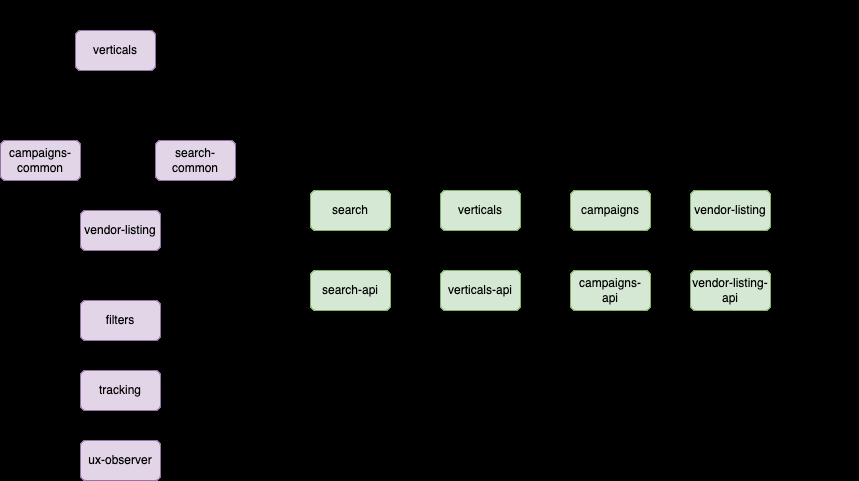 verticals
campaigns-
common
search-
common
vendor-listing
filters
tracking
ux-observer
search
verticals
campaigns
vendor-listing
search-api
verticals-api
campaigns-
api
vendor-listing-
api